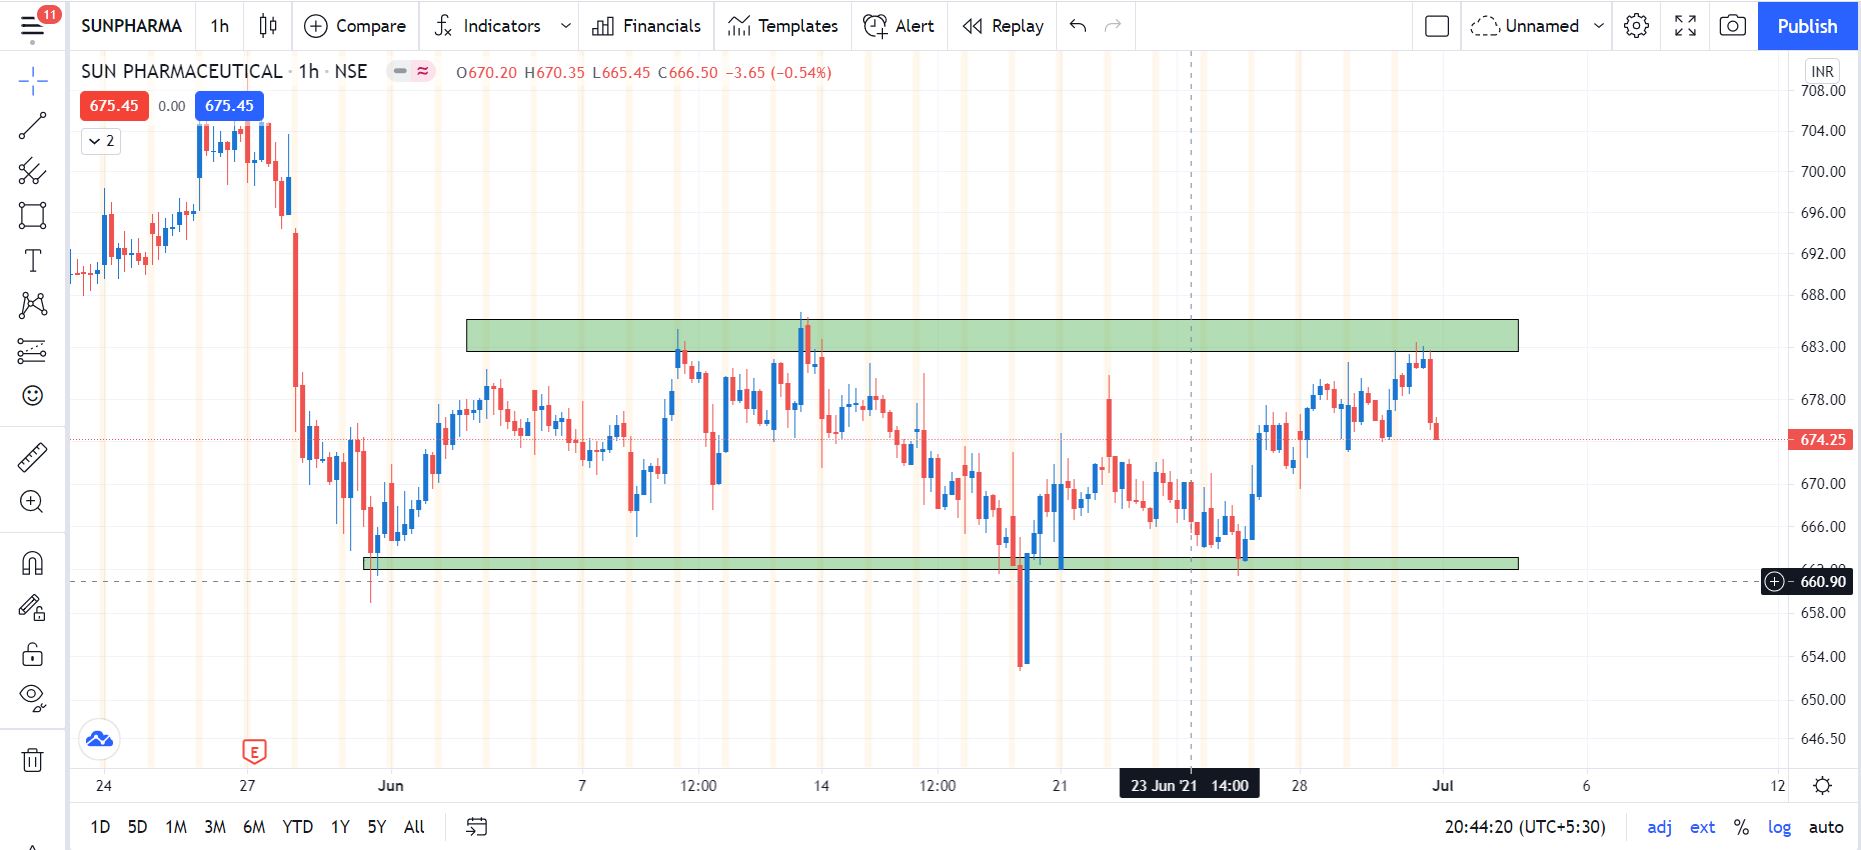 11 SUNPHARMA 1h Compare Indicators Financials Templates Alert Replay Unnamed Publish
SUN PHARMACEUTICAL · 1h · NSE O670.20 H670.35 L665.45 C666.50 −3.65 (−0.54%) INR
675.45 0.00 675.45
2
708.00
704.00
700.00
696.00
692.00
688.00
683.00
678.00
674.25
670.00
666.00
660.90
658.00
654.00
650.00
646.50
T
E
24 27 Jun 7 12:00 14 12:00 21 23 Jun '21 14:00 28 Jul 6 12
1D 5D 1M 3M 6M YTD 1Y 5Y All 20:44:20 (UTC+5:30) adj ext % log auto